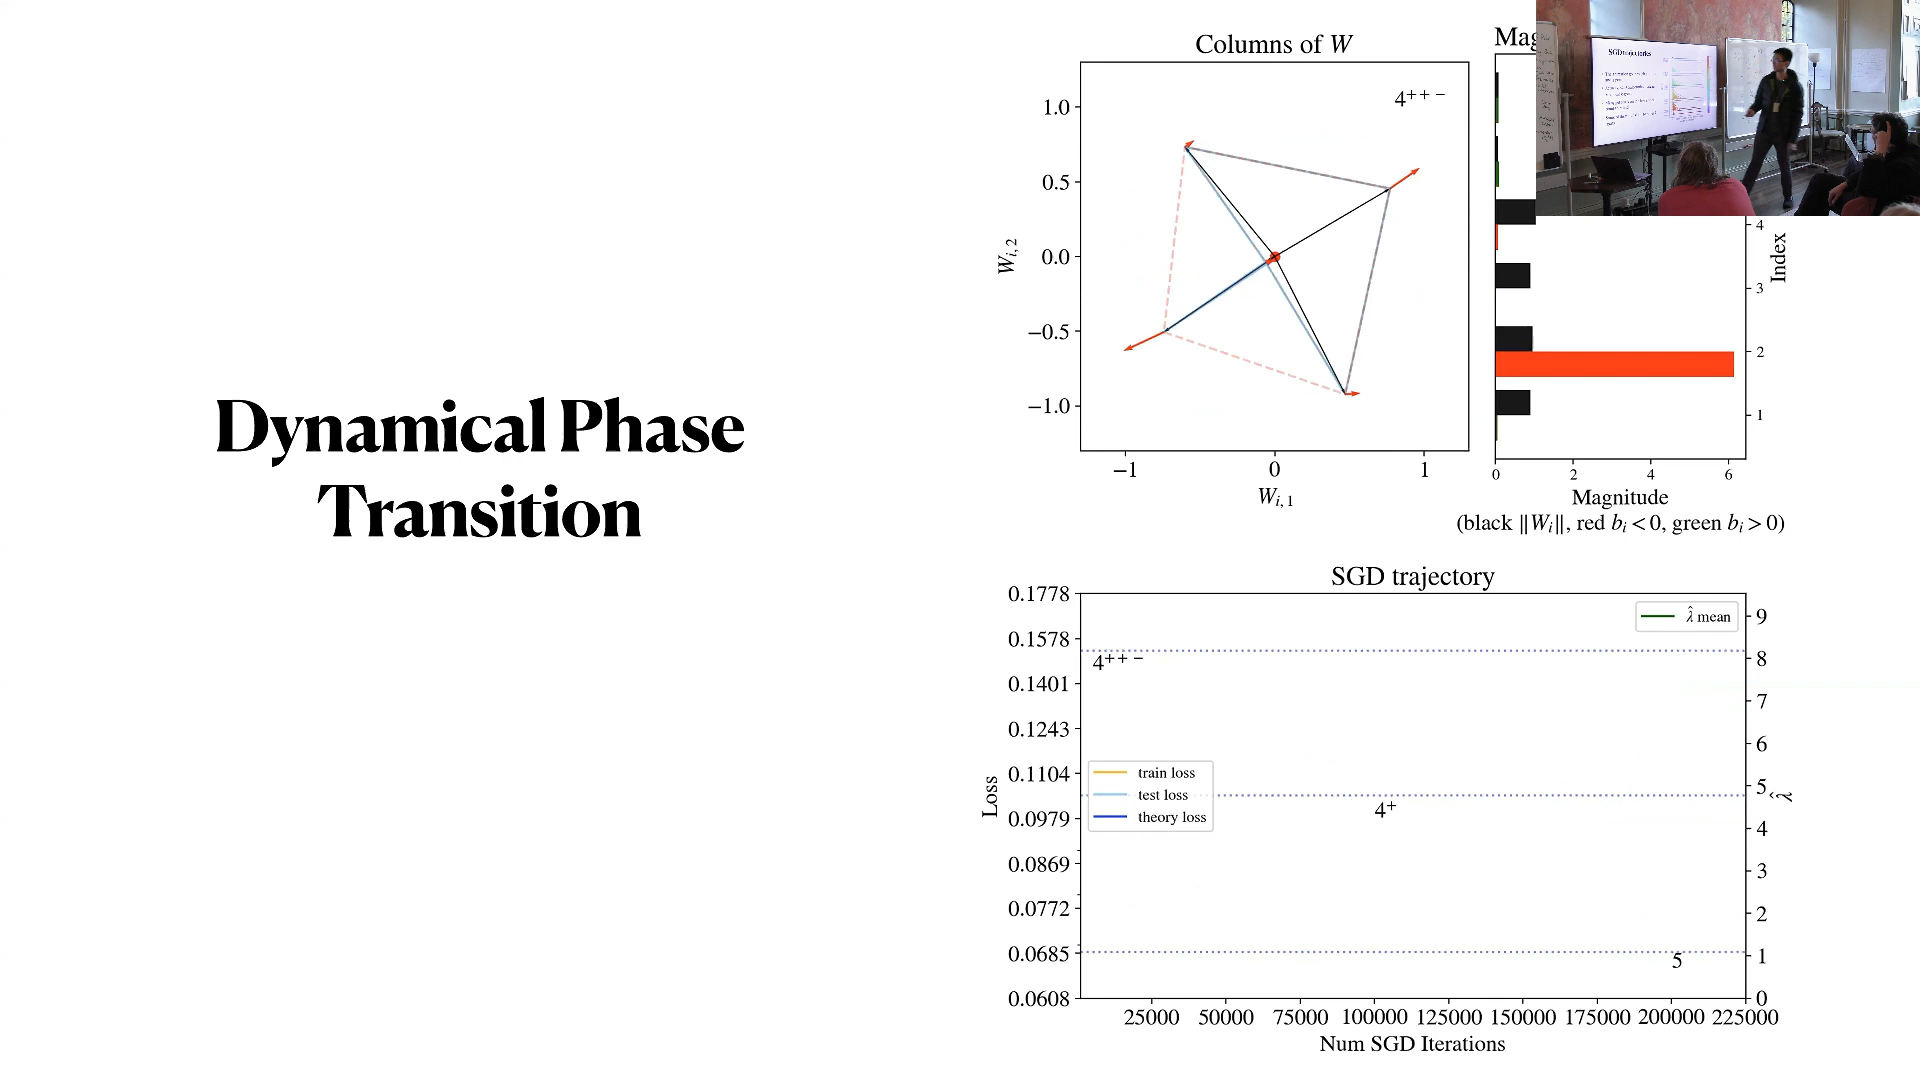 Dynamical Phase
Transition
Columns of W
4⁺⁺⁻
1.0
0.5
0.0
−0.5
−1.0
W_{i,2}
−1
0
1
W_{i,1}
Mag
4
3
2
1
Index
0
2
4
6
Magnitude
(black ‖W_i‖, red b_i < 0, green b_i > 0)
SGD trajectory
0.1778
0.1578
0.1401
0.1243
0.1104
0.0979
0.0869
0.0772
0.0685
0.0608
Loss
λ̂ mean
4⁺⁺⁻
train loss
test loss
theory loss
4⁺
5
9
8
7
6
5
4
3
2
1
0
λ̂
25000
50000
75000
100000
125000
150000
175000
200000
225000
Num SGD Iterations
SGD trajectories